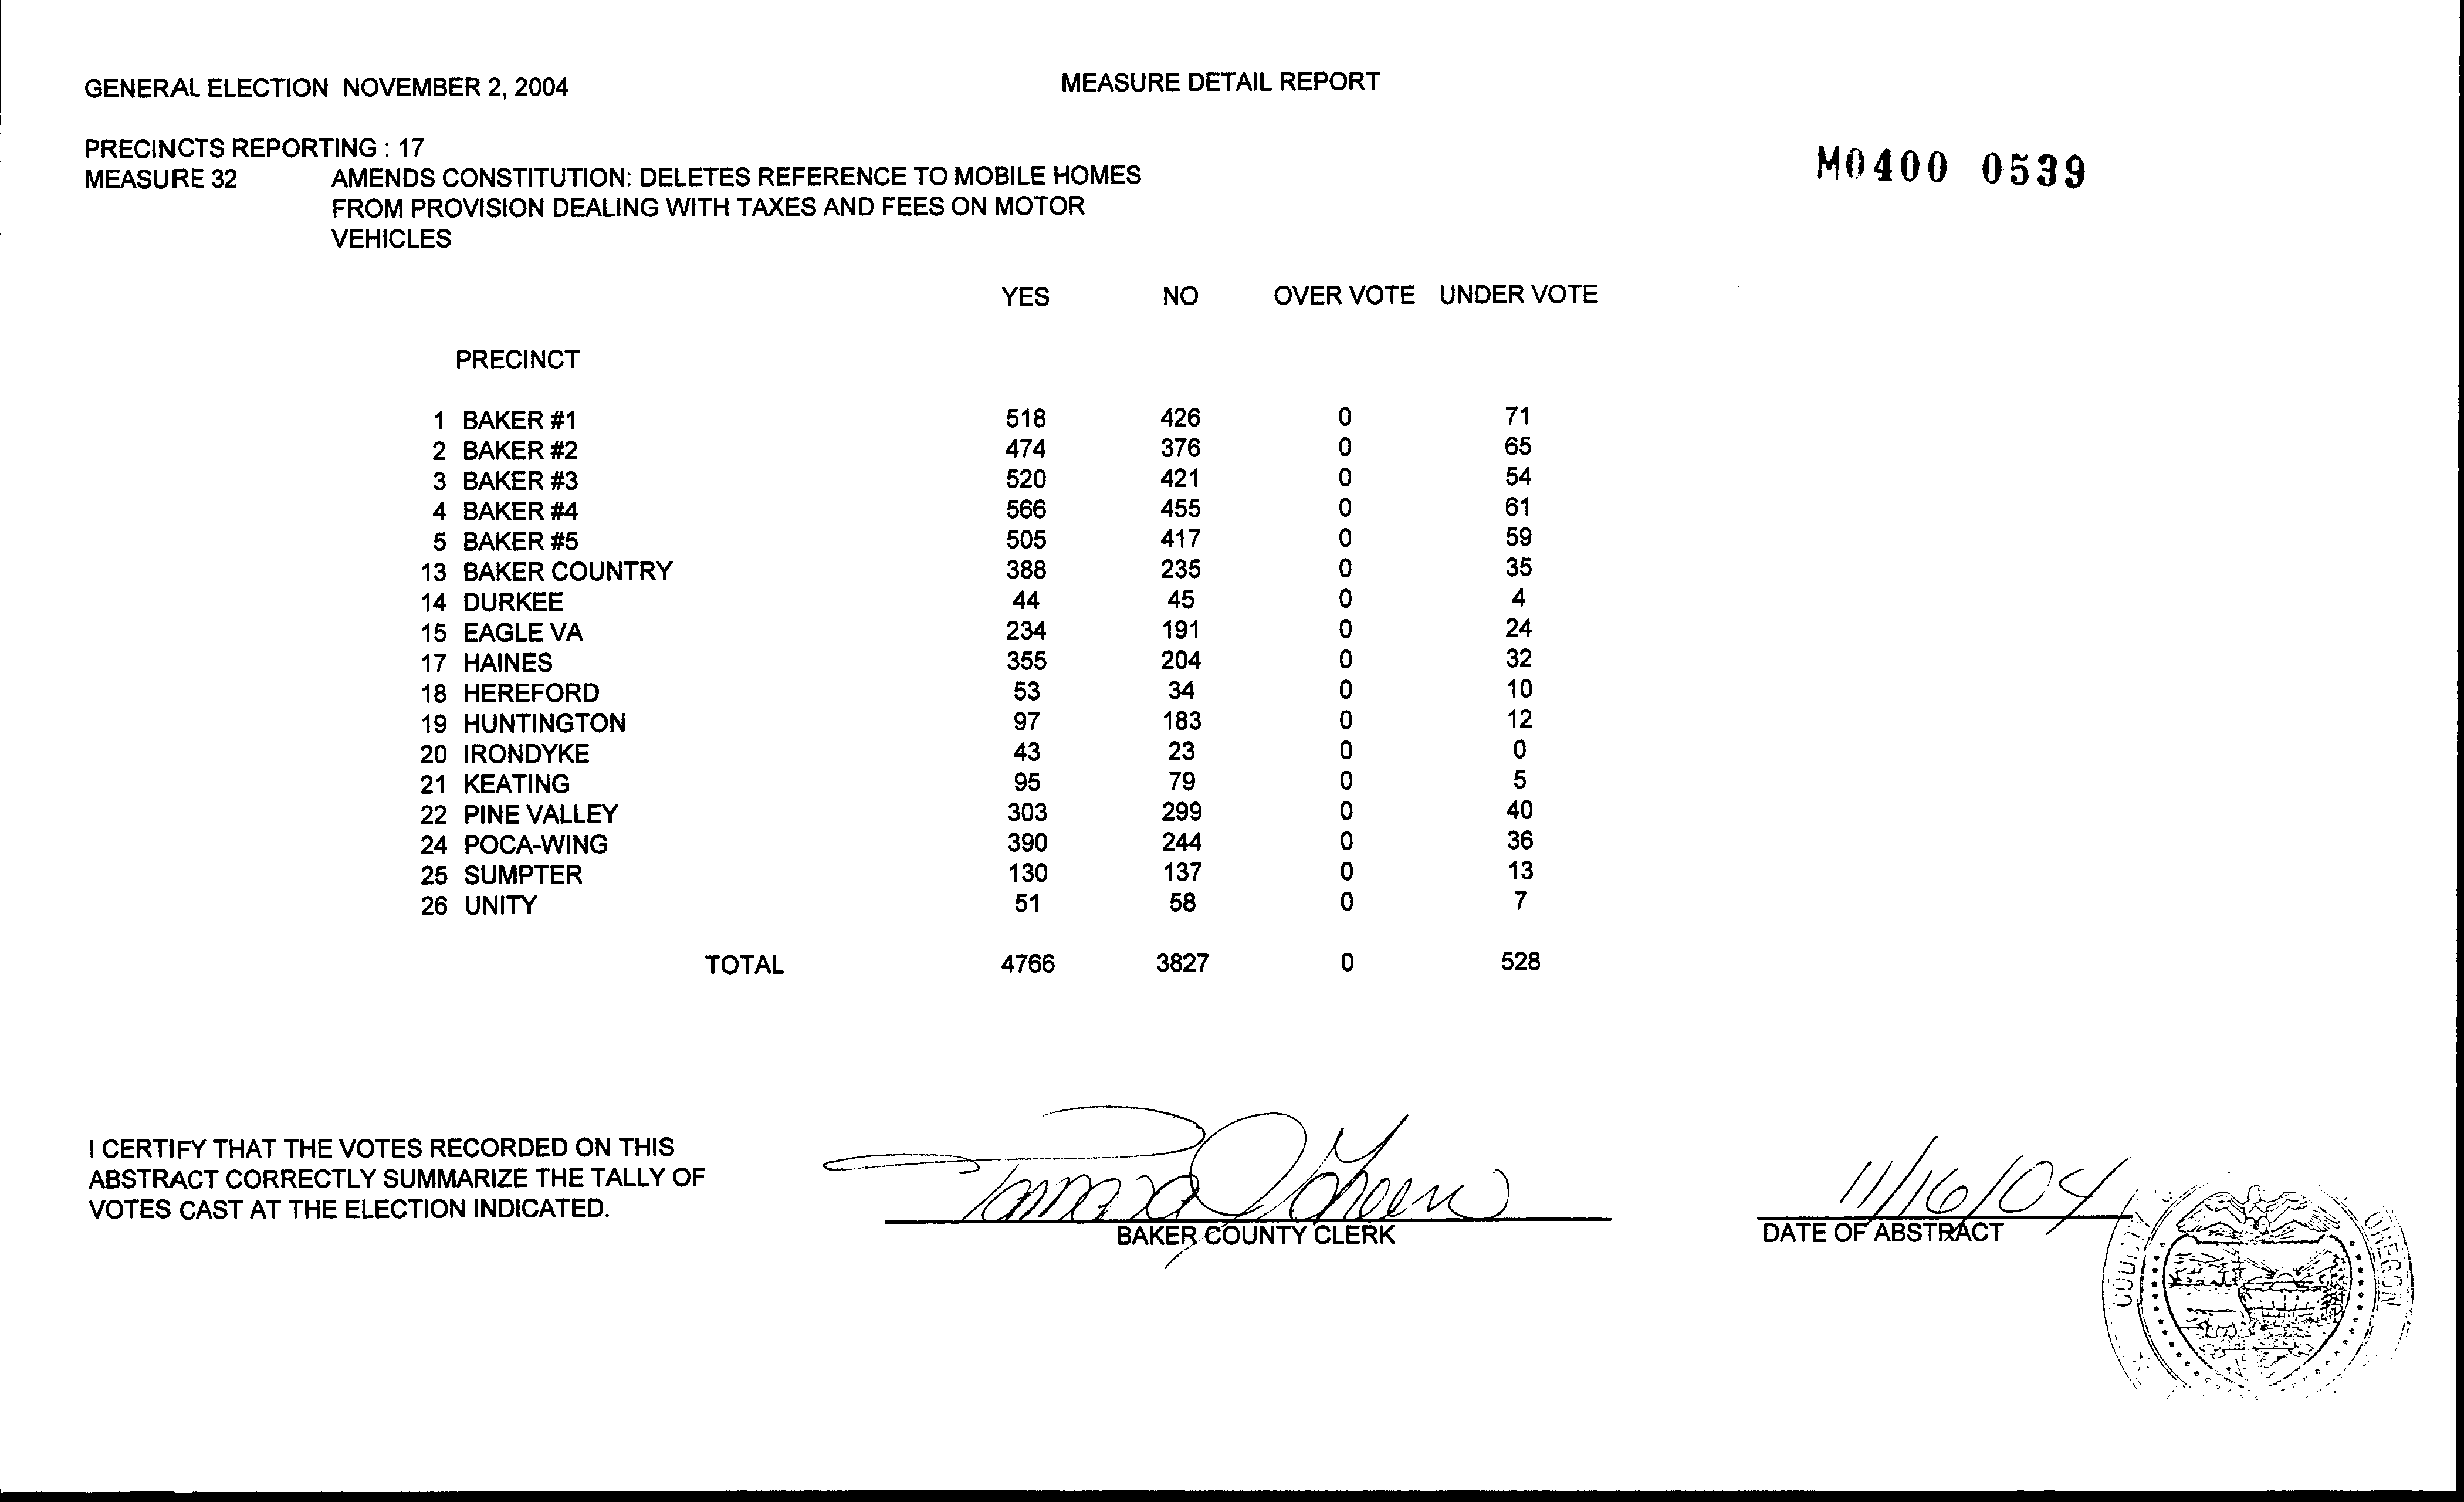 GENERAL ELECTION NOVEMBER 2, 2004
MEASURE DETAIL REPORT
PRECINCTS REPORTING : 17
M0400 0539
MEASURE 32 AMENDS CONSTITUTION: DELETES REFERENCE TO MOBILE HOMES
FROM PROVISION DEALING WITH TAXES AND FEES ON MOTOR
VEHICLES
YES NO OVER VOTE UNDER VOTE
PRECINCT
1 BAKER #1 518 426 0 71
2 BAKER #2 474 376 0 65
3 BAKER #3 520 421 0 54
4 BAKER #4 566 455 0 61
5 BAKER #5 505 417 0 59
13 BAKER COUNTRY 388 235 0 35
14 DURKEE 44 45 0 4
15 EAGLE VA 234 191 0 24
17 HAINES 355 204 0 32
18 HEREFORD 53 34 0 10
19 HUNTINGTON 97 183 0 12
20 IRONDYKE 43 23 0 0
21 KEATING 95 79 0 5
22 PINE VALLEY 303 299 0 40
24 POCA-WING 390 244 0 36
25 SUMPTER 130 137 0 13
26 UNITY 51 58 0 7
TOTAL 4766 3827 0 528
I CERTIFY THAT THE VOTES RECORDED ON THIS
ABSTRACT CORRECTLY SUMMARIZE THE TALLY OF
VOTES CAST AT THE ELECTION INDICATED.
Tamara J Green
BAKER COUNTY CLERK
11/16/04
DATE OF ABSTRACT
COUNTY
OREGON